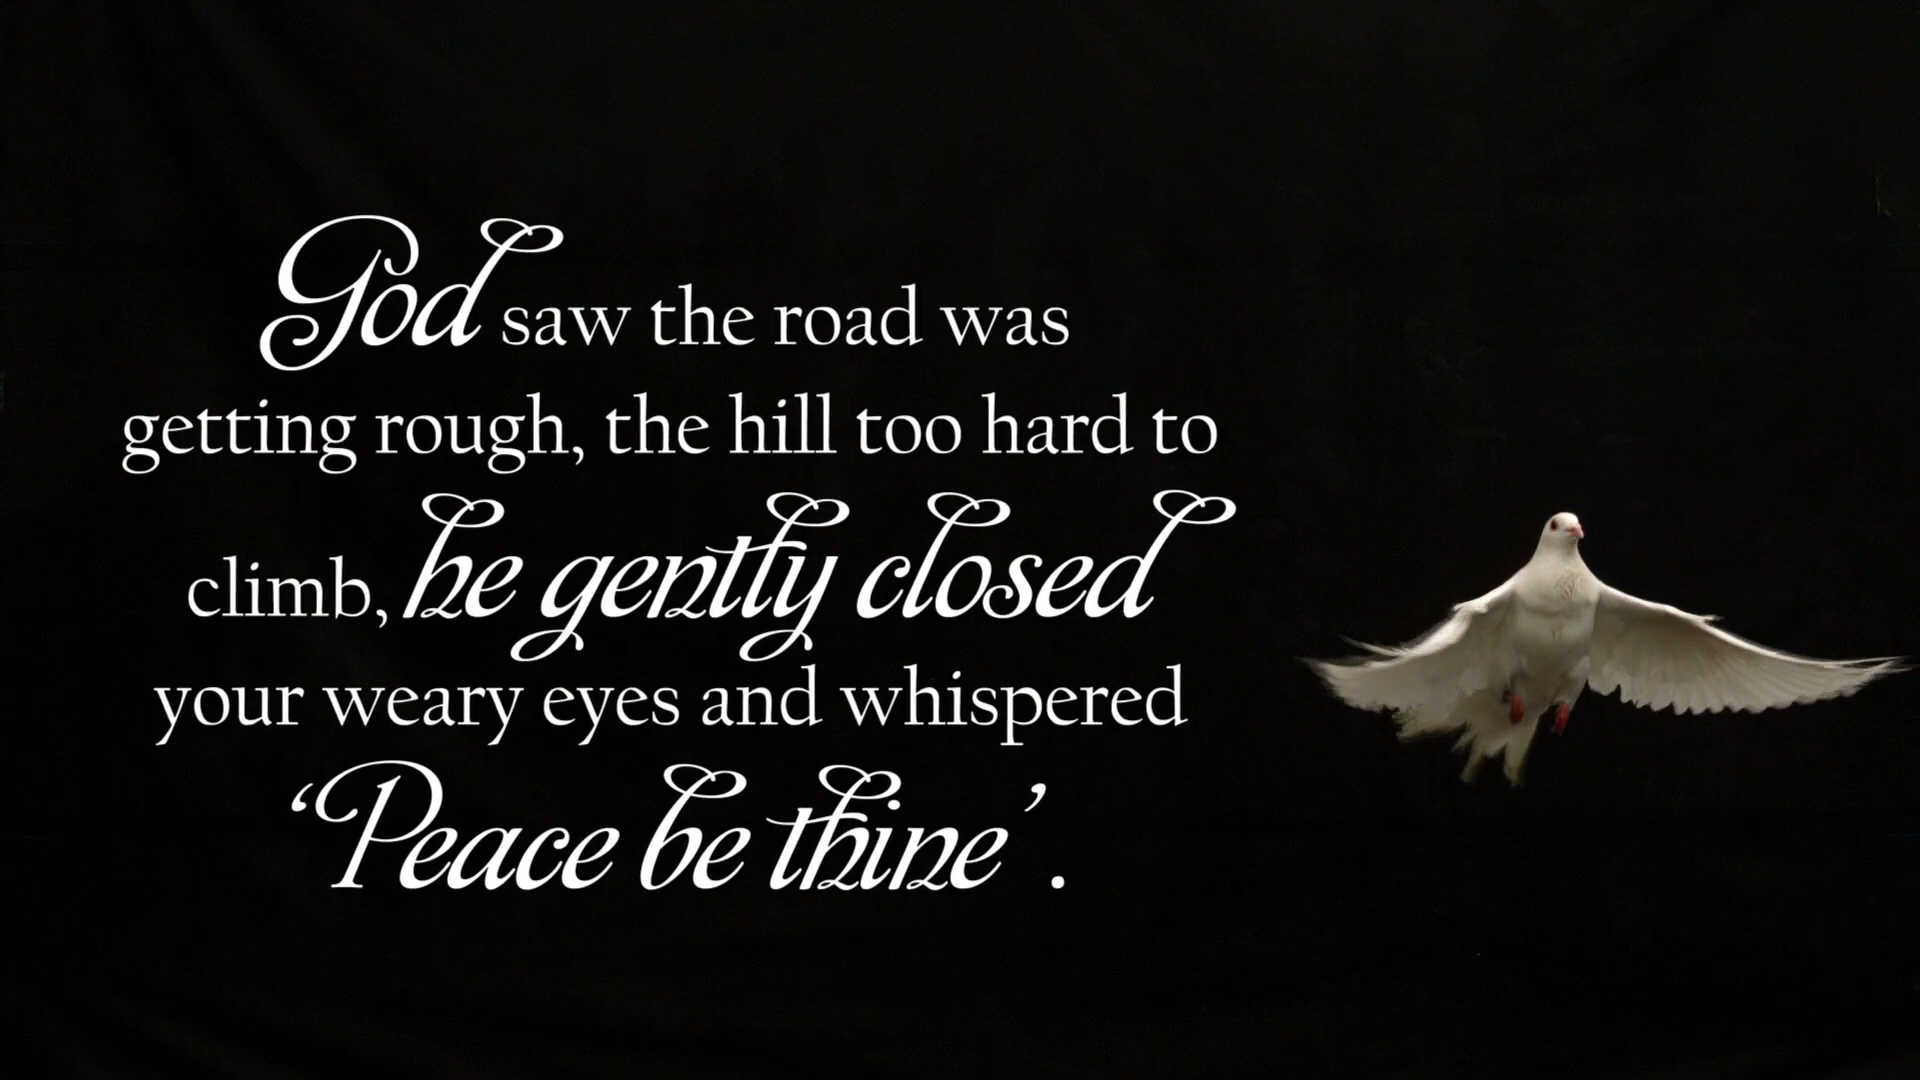 God saw the road was
getting rough, the hill too hard to
climb, he gently closed
your weary eyes and whispered
‘Peace be thine’.